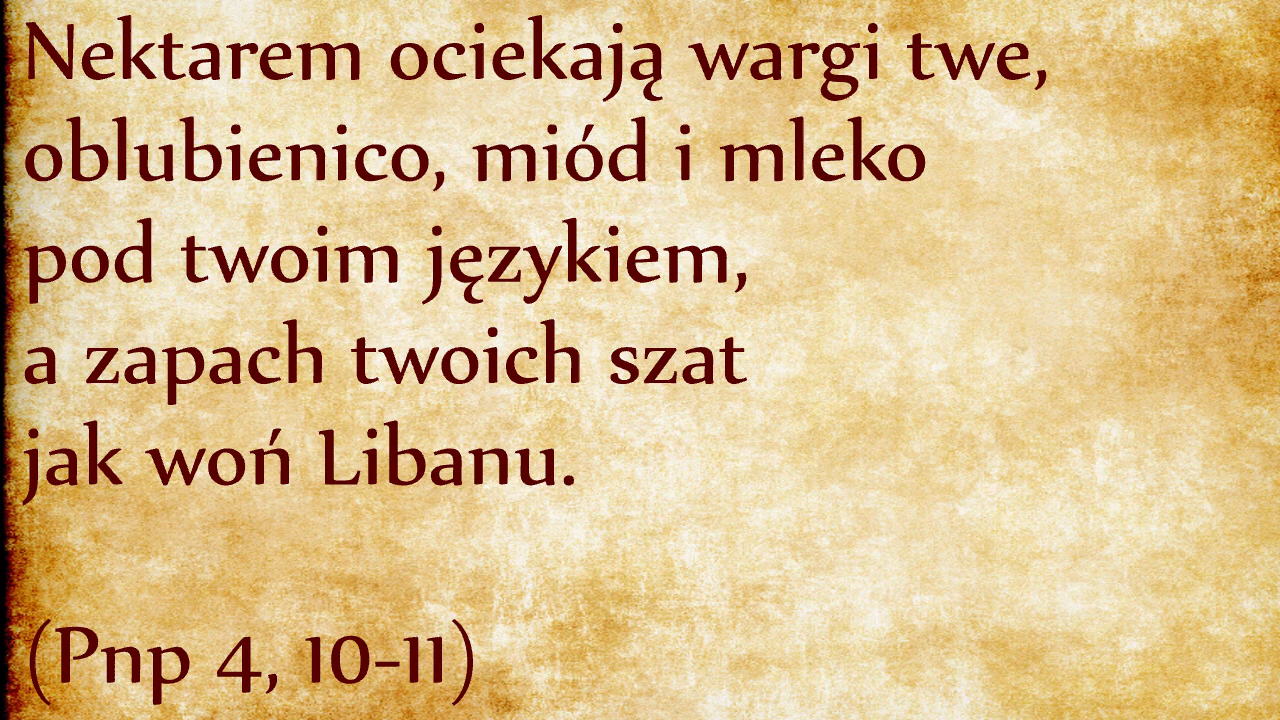 Nektarem ociekają wargi twe,
oblubienico, miód i mleko
pod twoim językiem,
a zapach twoich szat
jak woń Libanu.
(Pnp 4, 10-11)